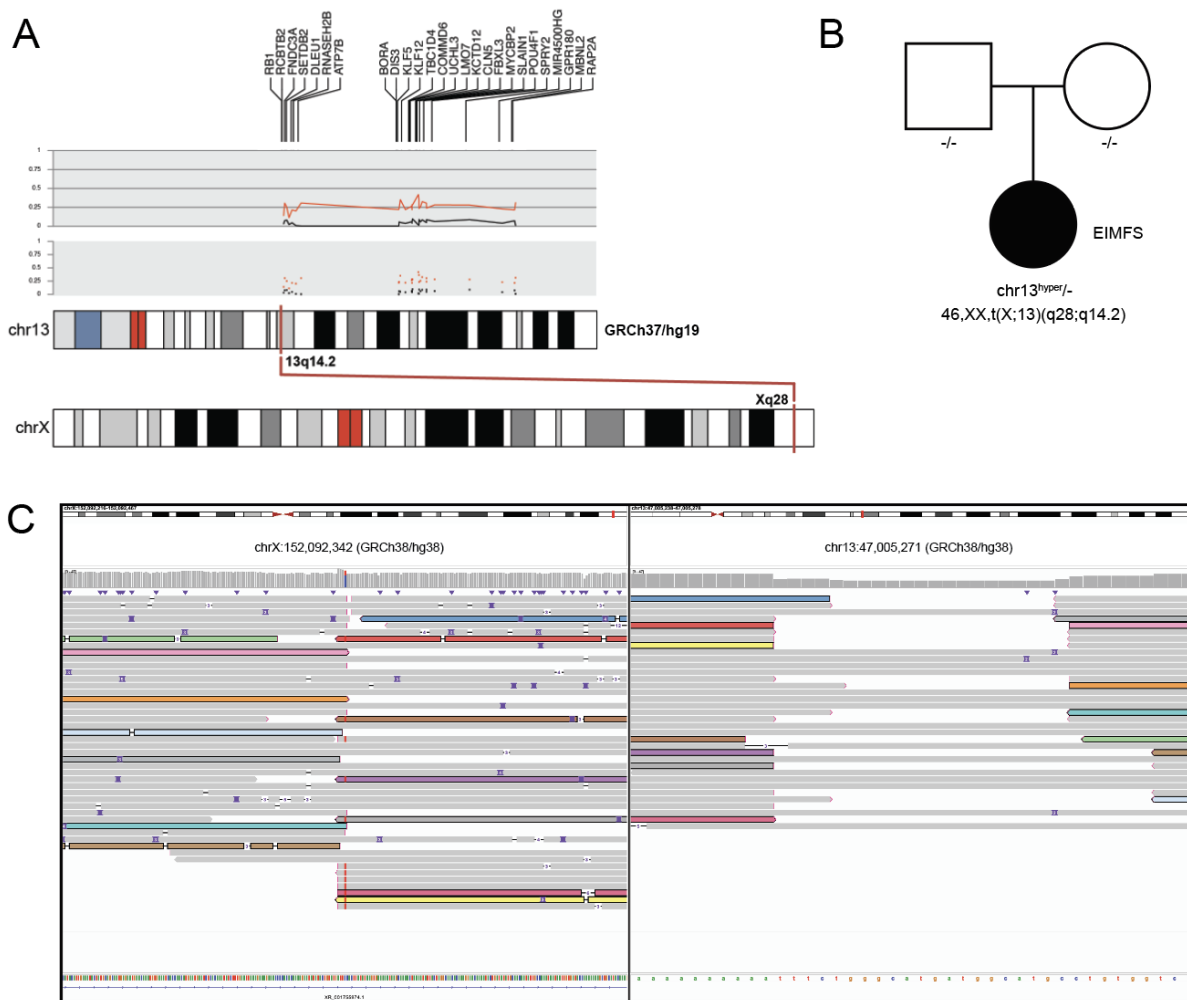 A
RB1
RCBTB2
FNDC3A
SETDB2
DLEU1
RNASEH2B
ATP7B
BORA
DIS3
KLF5
KLF12
TBC1D4
COMMD6
UCHL3
LMO7
KCTD12
CLN5
FBXL3
MYCBP2
SLAIN1
POU4F1
SPRY2
MIR4500HG
GPR180
MBNL2
RAP2A
1
0.75
0.5
0.25
0
1
0.75
0.5
0.25
0
chr13
GRCh37/hg19
13q14.2
Xq28
chrX
B
-/-
-/-
EIMFS
chr13hyper/-
46,XX,t(X;13)(q28;q14.2)
C
chrX:152,092,342 (GRCh38/hg38)
chr13:47,005,271 (GRCh38/hg38)